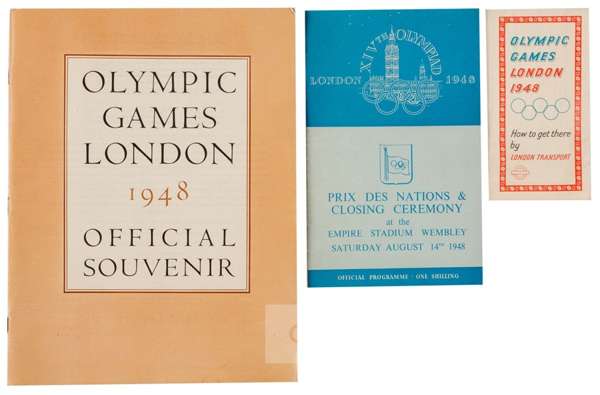 OLYMPIC
GAMES
LONDON
1948
OFFICIAL
SOUVENIR
XIVTH OLYMPIAD
LONDON 1948
PRIX DES NATIONS &
CLOSING CEREMONY
at the
EMPIRE STADIUM WEMBLEY
SATURDAY AUGUST 14TH 1948
OFFICIAL PROGRAMME · ONE SHILLING
OLYMPIC
GAMES
LONDON
1948
How to get there
by
LONDON TRANSPORT